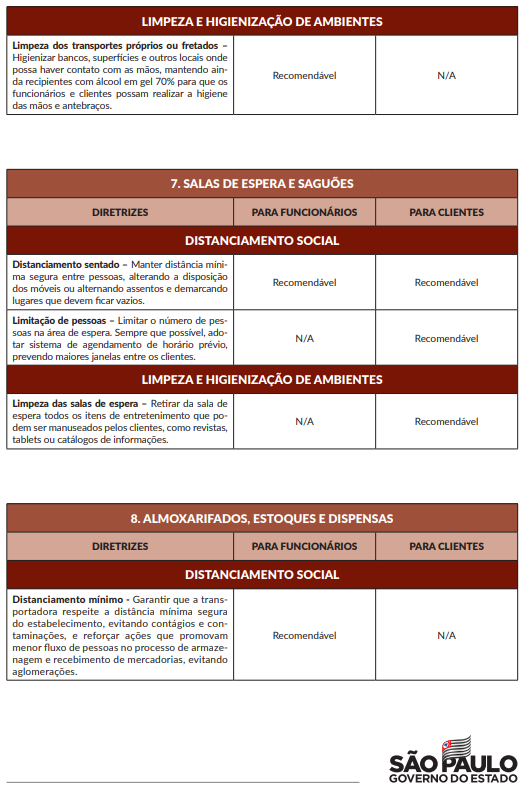 LIMPEZA E HIGIENIZAÇÃO DE AMBIENTES
Limpeza dos transportes próprios ou fretados –
Higienizar bancos, superfícies e outros locais onde
possa haver contato com as mãos, mantendo ain-
da recipientes com álcool em gel 70% para que os
funcionários e clientes possam realizar a higiene
das mãos e antebraços.
Recomendável
N/A
7. SALAS DE ESPERA E SAGUÕES
DIRETRIZES
PARA FUNCIONÁRIOS
PARA CLIENTES
DISTANCIAMENTO SOCIAL
Distanciamento sentado – Manter distância míni-
ma segura entre pessoas, alterando a disposição
dos móveis ou alternando assentos e demarcando
lugares que devem ficar vazios.
Recomendável
Recomendável
Limitação de pessoas – Limitar o número de pes-
soas na área de espera. Sempre que possível, ado-
tar sistema de agendamento de horário prévio,
prevendo maiores janelas entre os clientes.
N/A
Recomendável
LIMPEZA E HIGIENIZAÇÃO DE AMBIENTES
Limpeza das salas de espera – Retirar da sala de
espera todos os itens de entretenimento que po-
dem ser manuseados pelos clientes, como revistas,
tablets ou catálogos de informações.
N/A
Recomendável
8. ALMOXARIFADOS, ESTOQUES E DISPENSAS
DIRETRIZES
PARA FUNCIONÁRIOS
PARA CLIENTES
DISTANCIAMENTO SOCIAL
Distanciamento mínimo - Garantir que a trans-
portadora respeite a distância mínima segura
do estabelecimento, evitando contágios e con-
taminações, e reforçar ações que promovam
menor fluxo de pessoas no processo de armaze-
nagem e recebimento de mercadorias, evitando
aglomerações.
Recomendável
N/A
SÃO PAULO
GOVERNO DO ESTADO